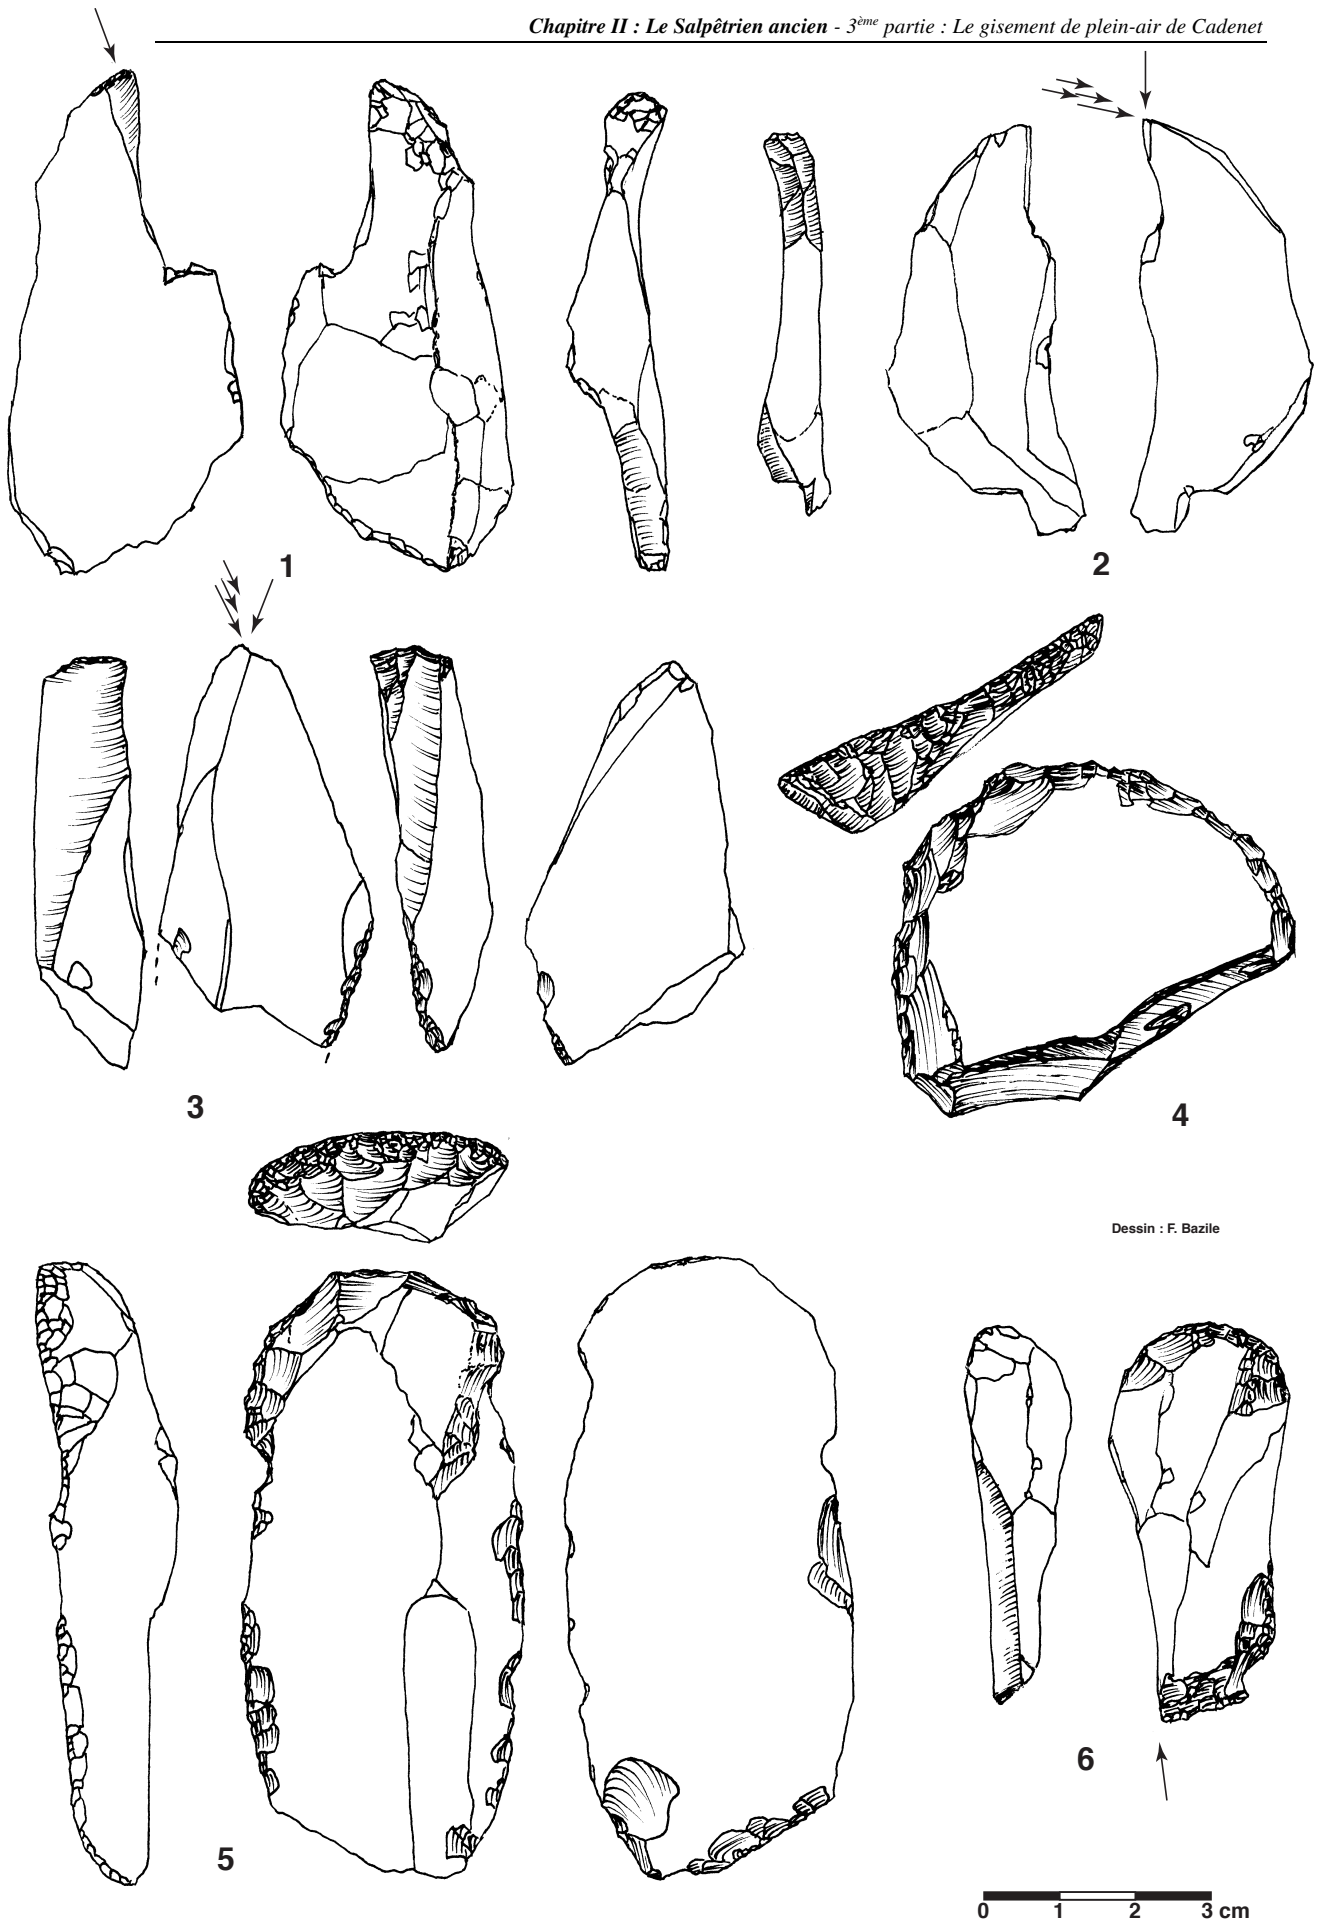 Chapitre II : Le Salpêtrien ancien - 3ème partie : Le gisement de plein-air de Cadenet
1
2
3
4
Dessin : F. Bazile
5
6
0 1 2 3 cm